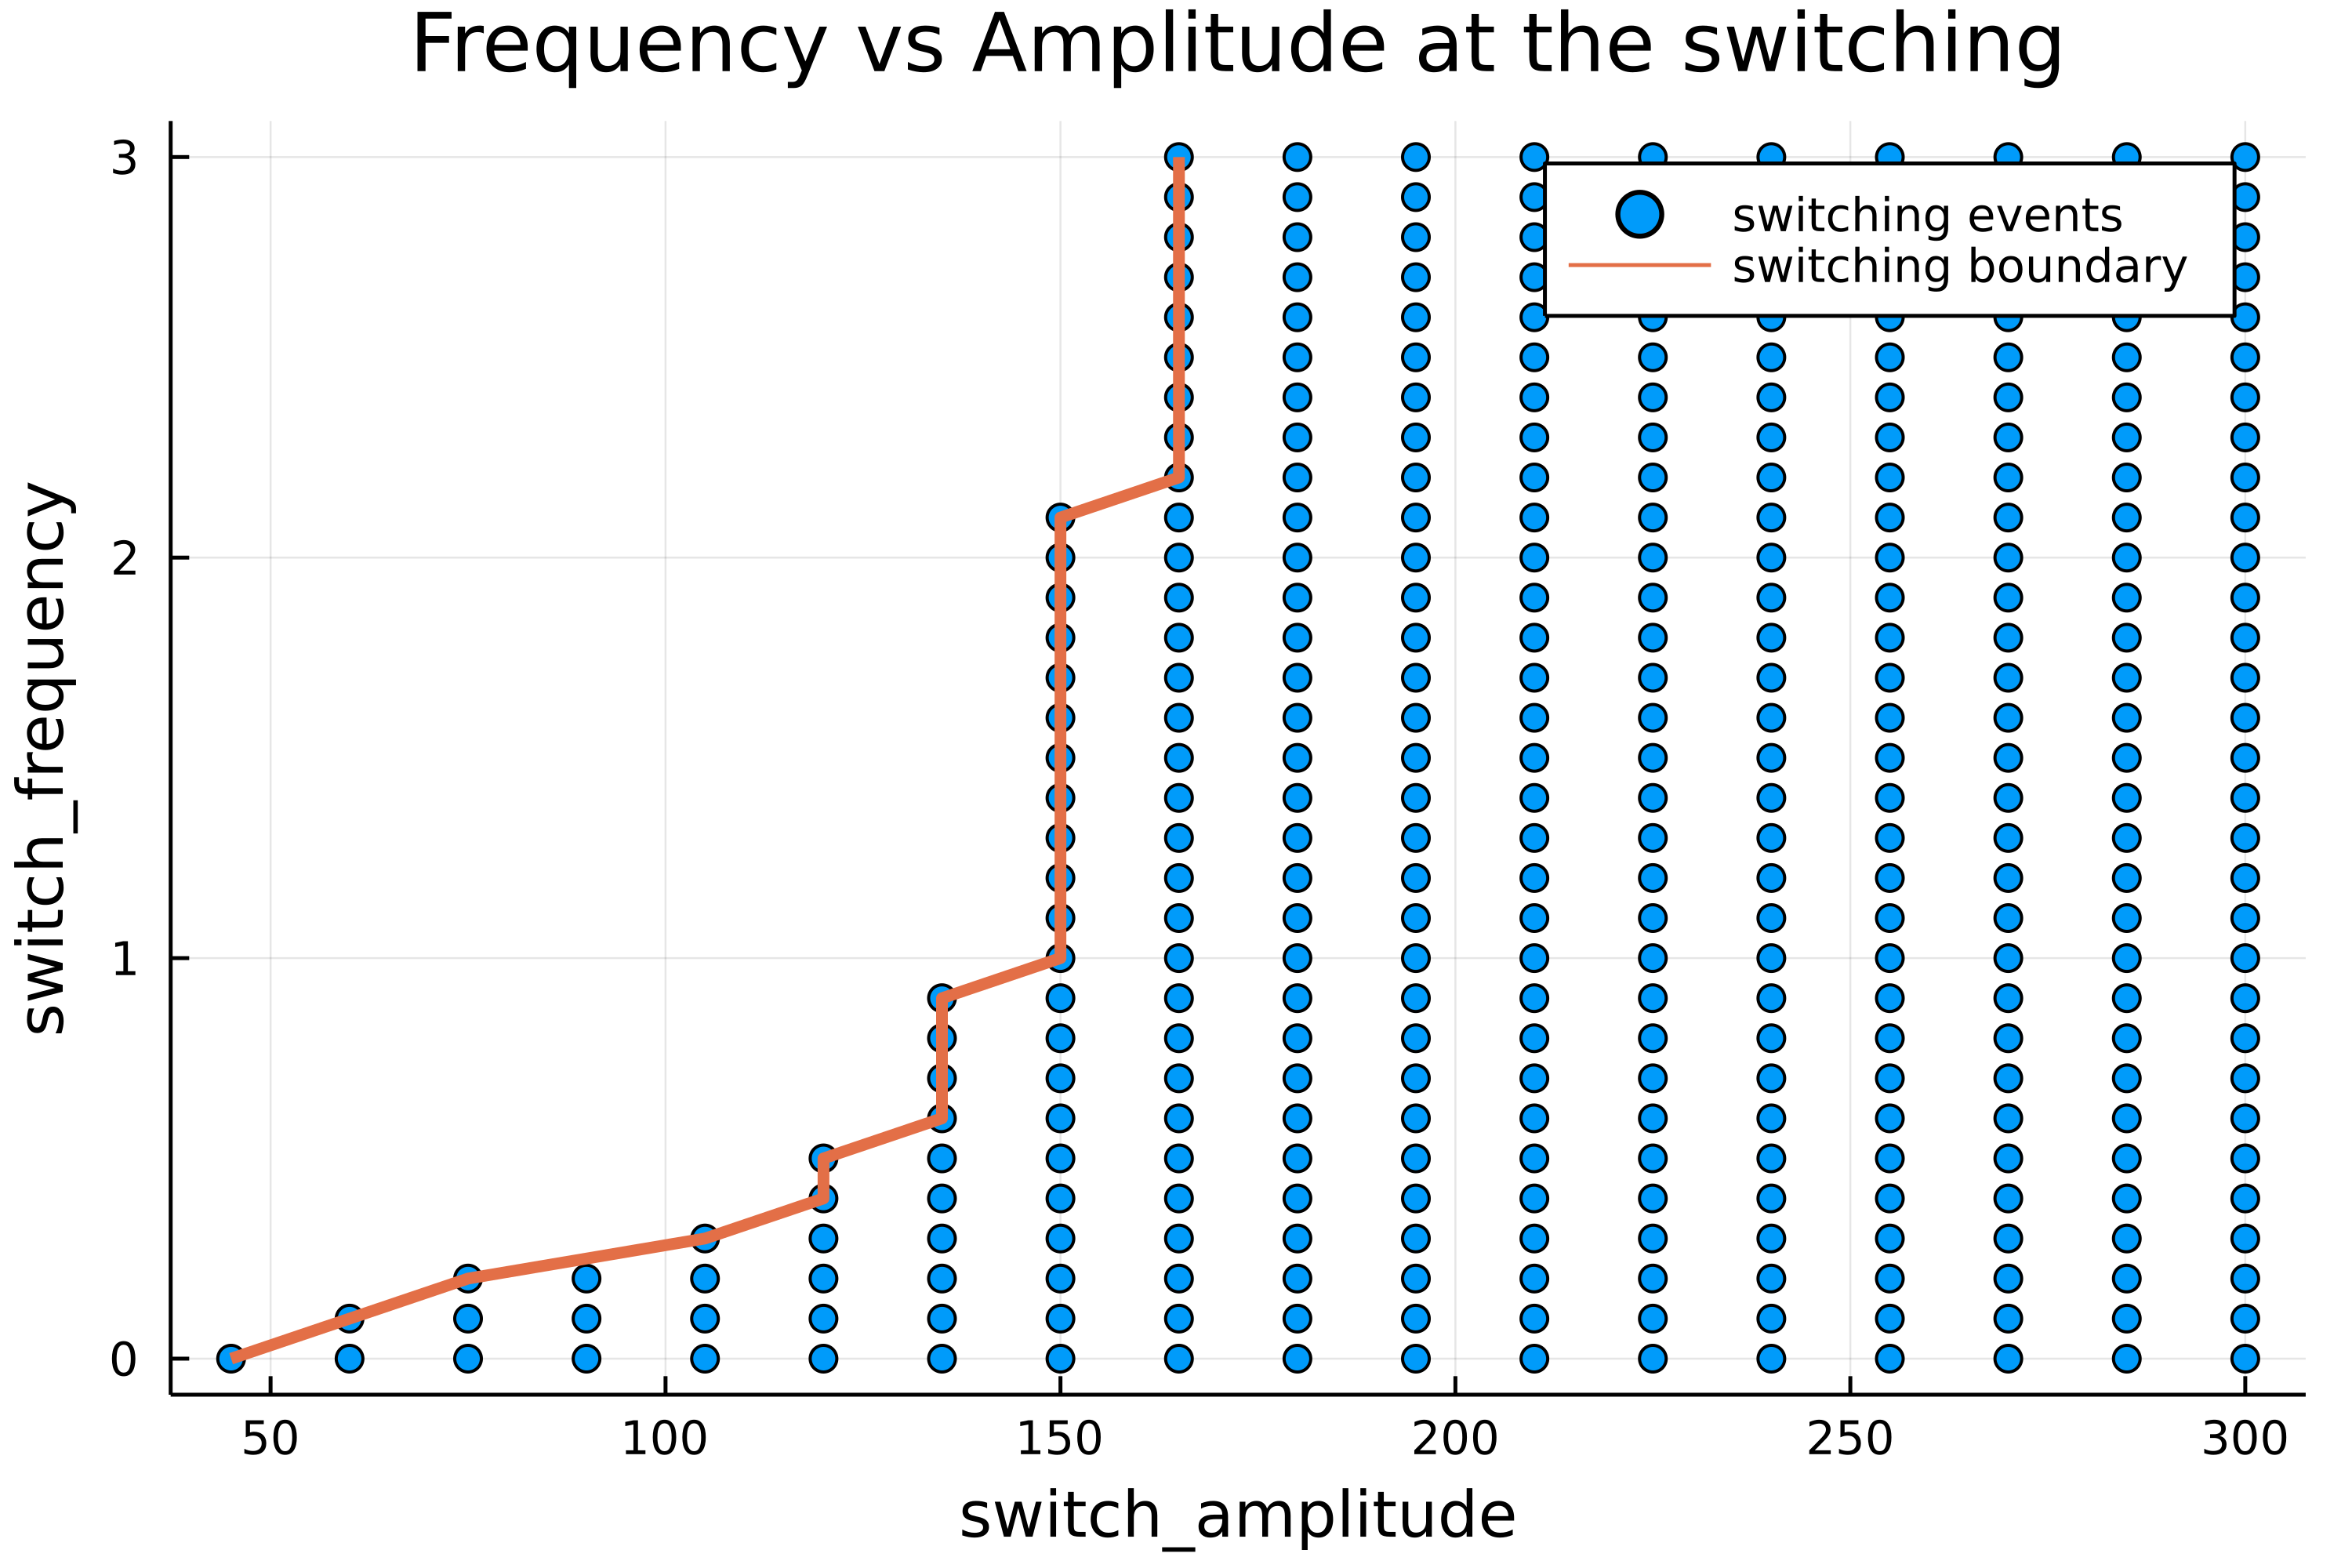 Frequency vs Amplitude at the switching
switching events
switching boundary
switch_frequency
3
2
1
0
50 100 150 200 250 300
switch_amplitude